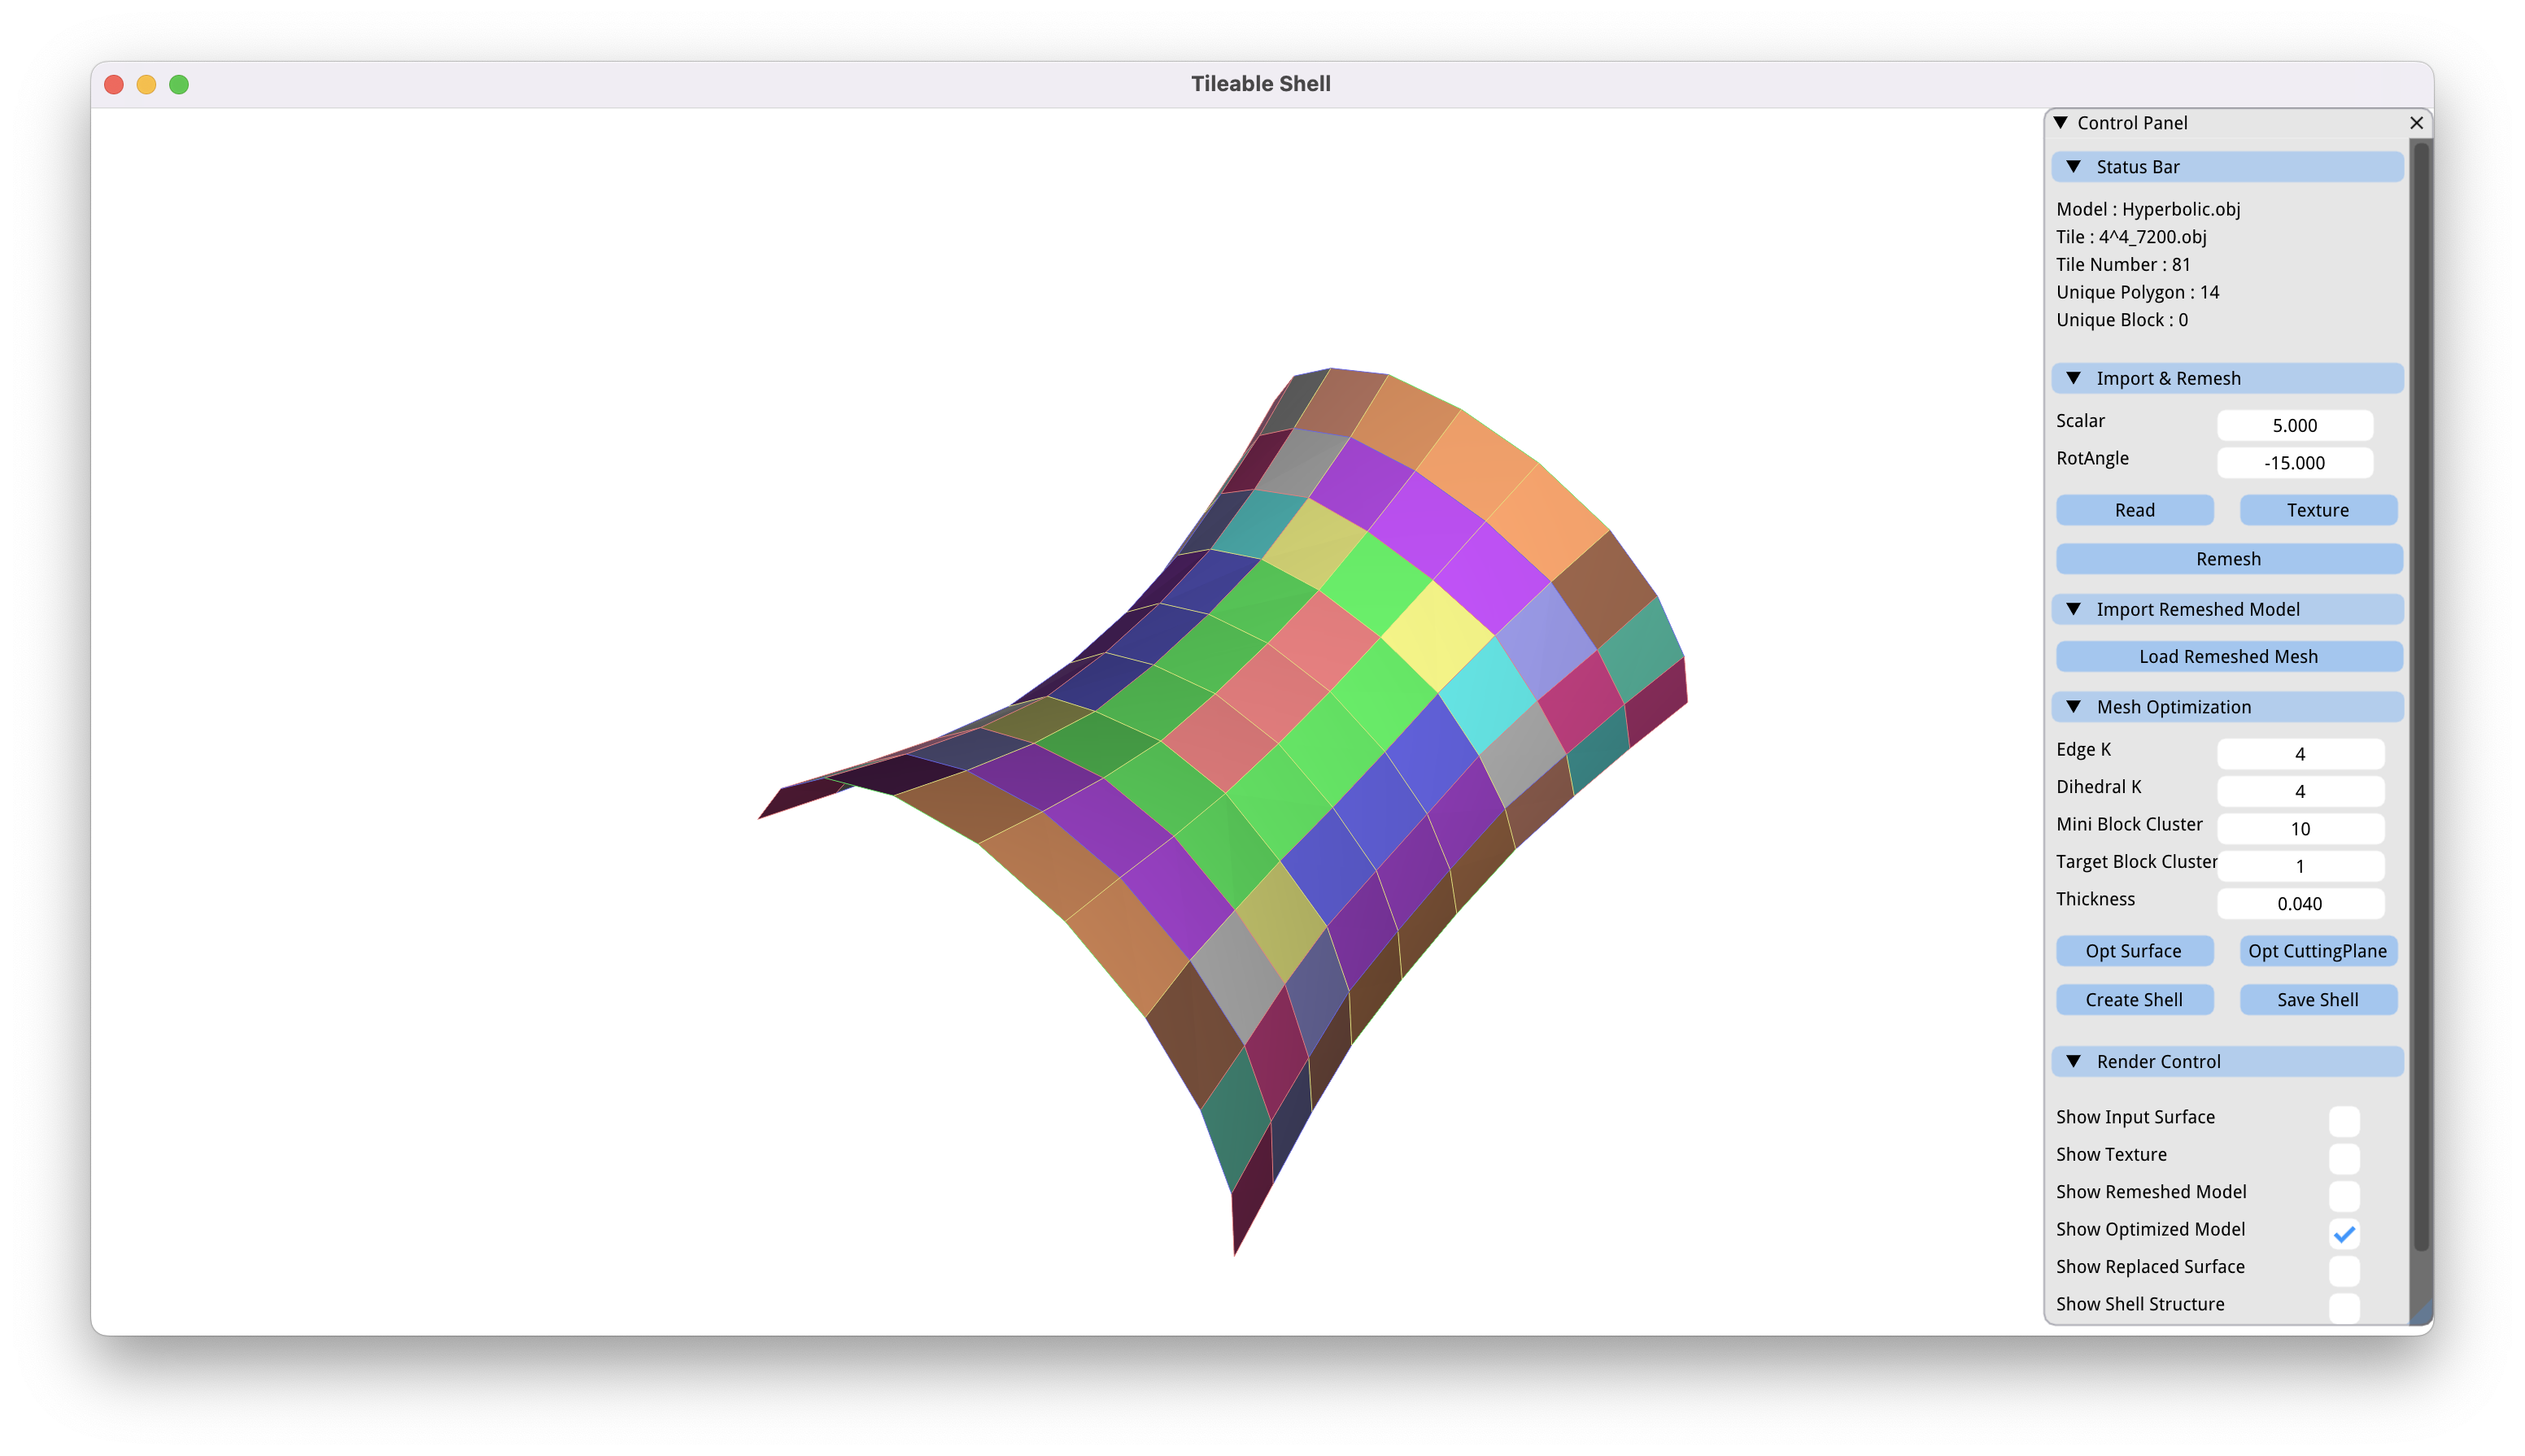 Tileable Shell
Control Panel
Status Bar
Model : Hyperbolic.obj
Tile : 4^4_7200.obj
Tile Number : 81
Unique Polygon : 14
Unique Block : 0
Import & Remesh
Scalar 5.000
RotAngle -15.000
Read Texture
Remesh
Import Remeshed Model
Load Remeshed Mesh
Mesh Optimization
Edge K 4
Dihedral K 4
Mini Block Cluster 10
Target Block Cluster 1
Thickness 0.040
Opt Surface Opt CuttingPlane
Create Shell Save Shell
Render Control
Show Input Surface
Show Texture
Show Remeshed Model
Show Optimized Model
Show Replaced Surface
Show Shell Structure